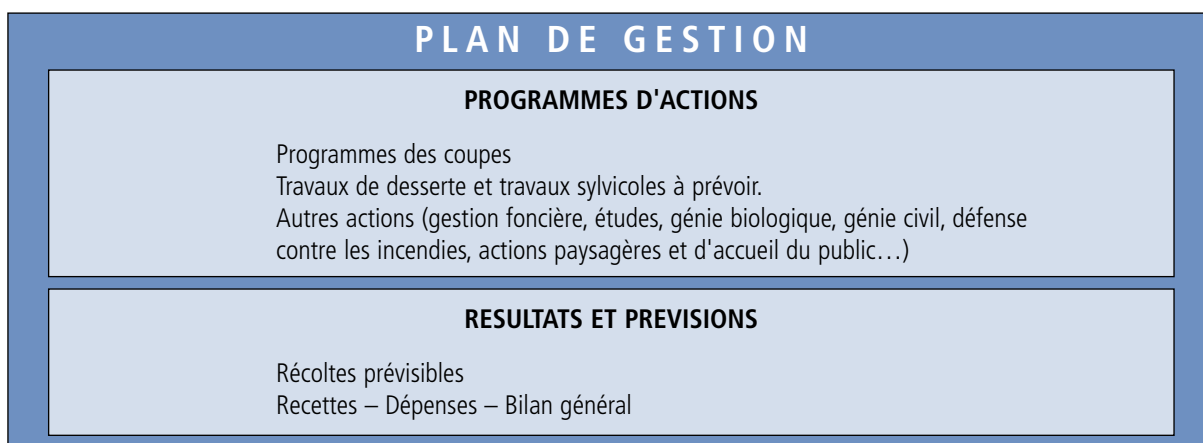 PLAN DE GESTION
PROGRAMMES D'ACTIONS
Programmes des coupes
Travaux de desserte et travaux sylvicoles à prévoir.
Autres actions (gestion foncière, études, génie biologique, génie civil, défense
contre les incendies, actions paysagères et d'accueil du public…)
RESULTATS ET PREVISIONS
Récoltes prévisibles
Recettes – Dépenses – Bilan général